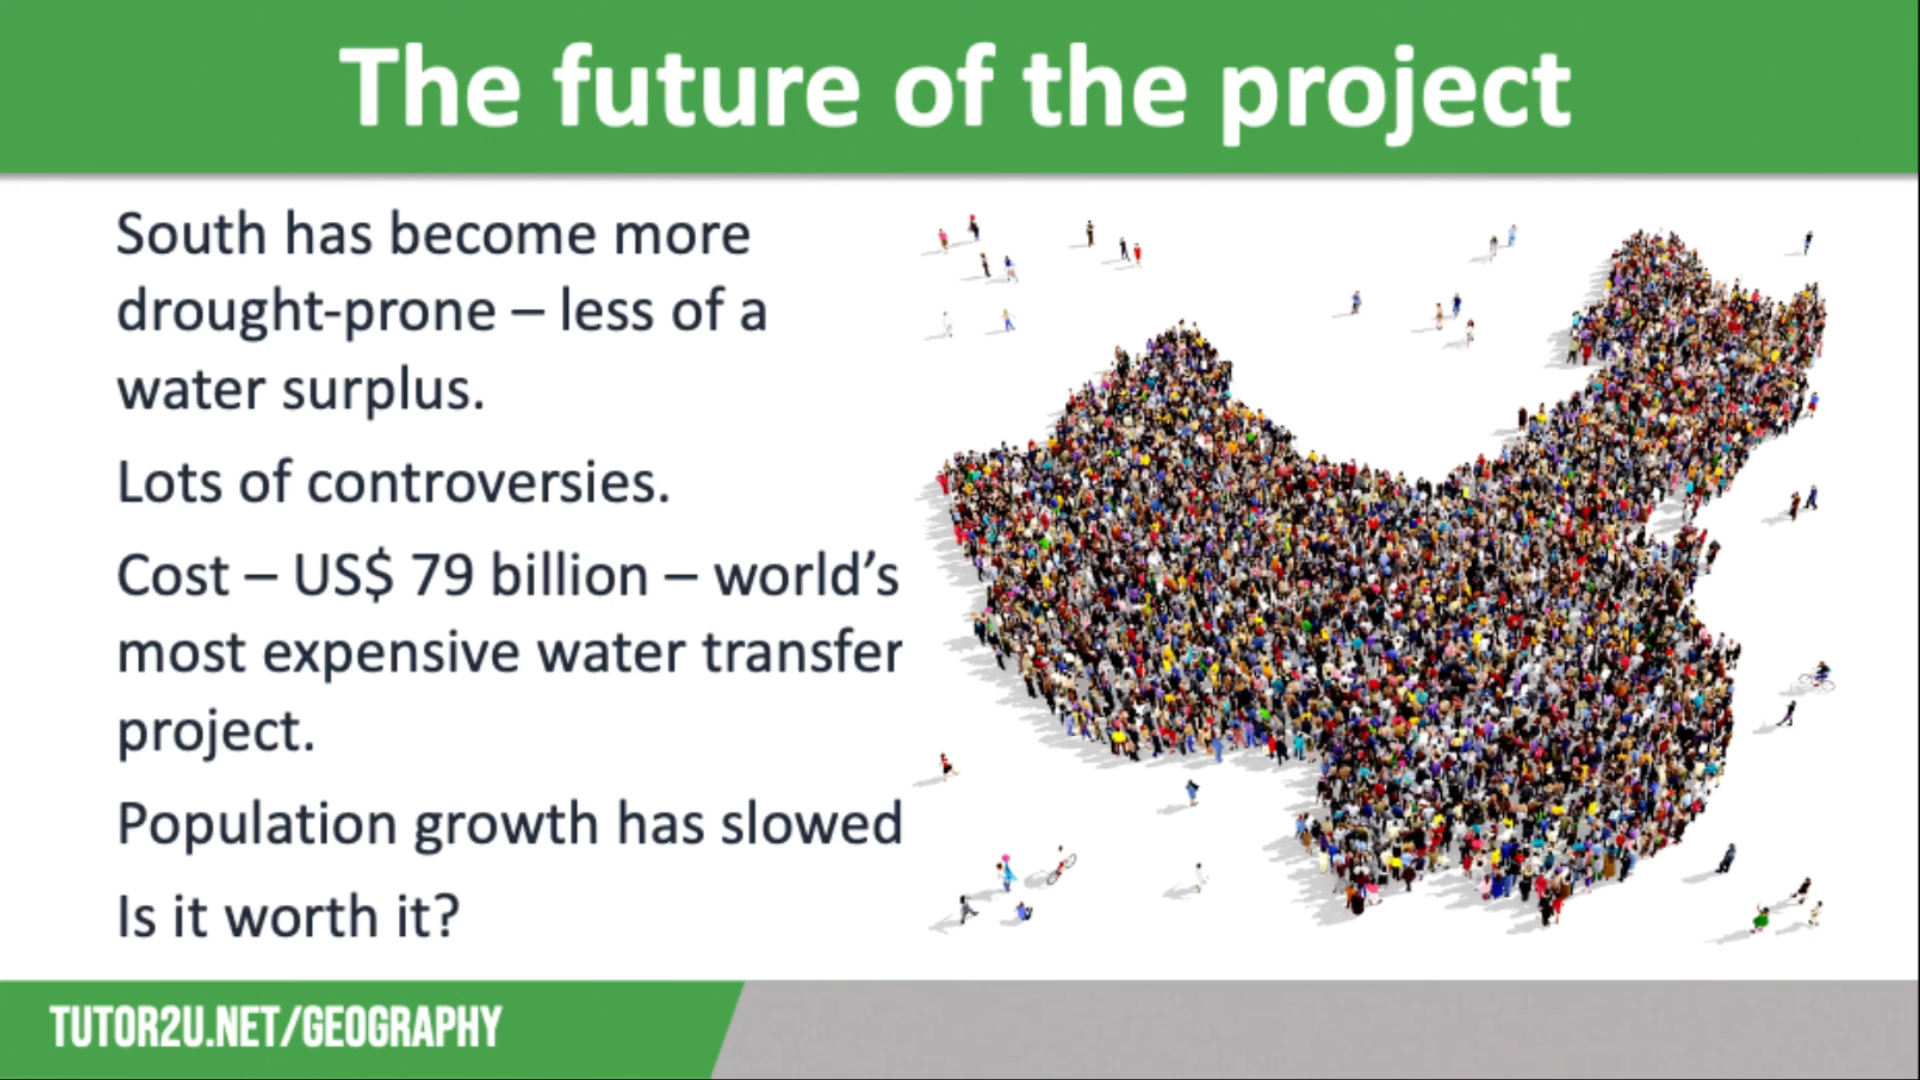 The future of the project
South has become more
drought-prone – less of a
water surplus.
Lots of controversies.
Cost – US$ 79 billion – world’s
most expensive water transfer
project.
Population growth has slowed
Is it worth it?
TUTOR2U.NET/GEOGRAPHY